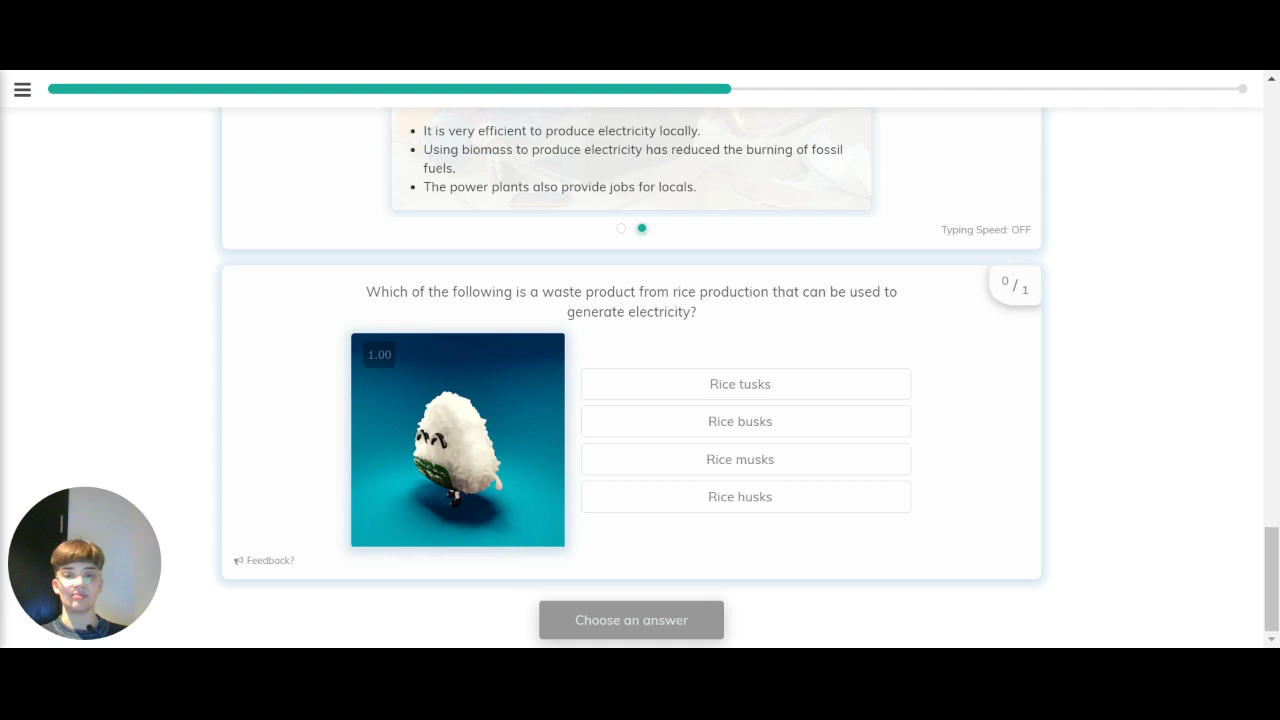 It is very efficient to produce electricity locally.
Using biomass to produce electricity has reduced the burning of fossil
fuels.
The power plants also provide jobs for locals.
Typing Speed: OFF
Which of the following is a waste product from rice production that can be used to
generate electricity?
0 / 1
1.00
Rice tusks
Rice busks
Rice musks
Rice husks
Feedback?
Choose an answer